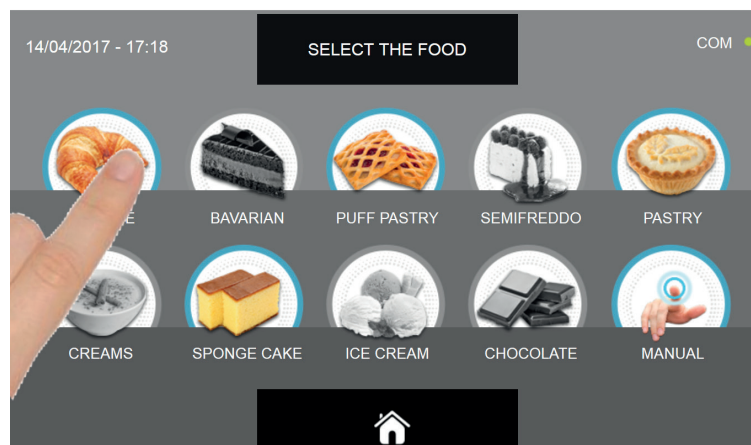 14/04/2017 - 17:18
SELECT THE FOOD
COM
BAVARIAN
PUFF PASTRY
SEMIFREDDO
PASTRY
CREAMS
SPONGE CAKE
ICE CREAM
CHOCOLATE
MANUAL